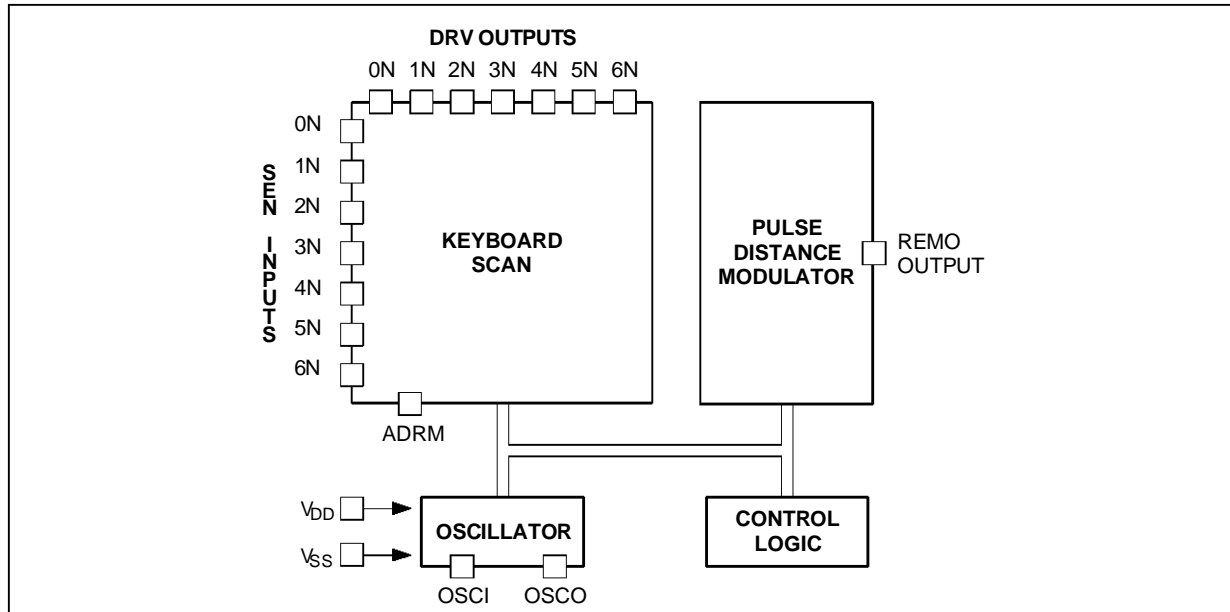 DRV OUTPUTS
0N 1N 2N 3N 4N 5N 6N
SEN INPUTS
0N
1N
2N
3N
4N
5N
6N
KEYBOARD
SCAN
ADRM
PULSE
DISTANCE
MODULATOR
REMO
OUTPUT
VDD
VSS
OSCILLATOR
OSCI OSCO
CONTROL
LOGIC